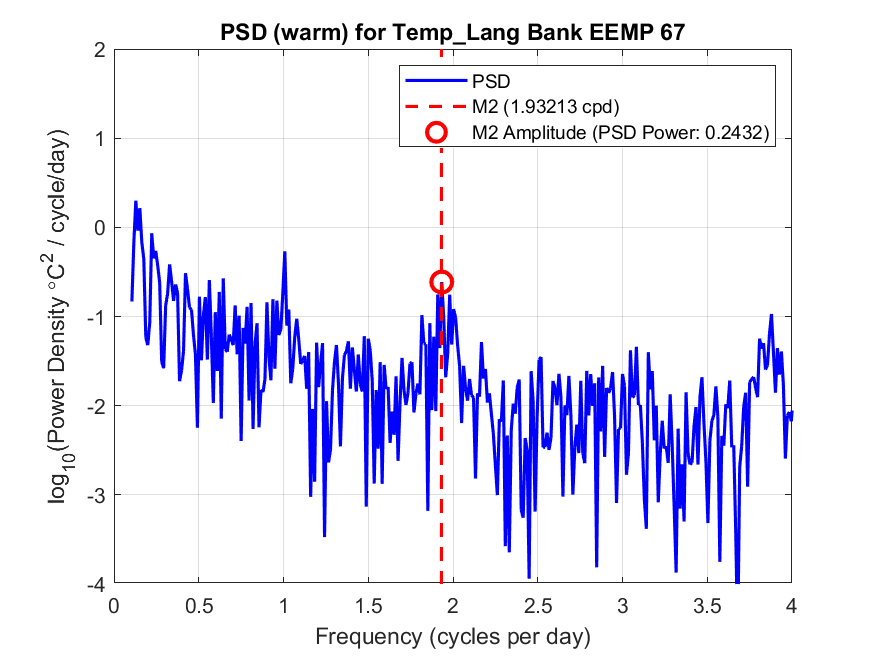 PSD (warm) for Temp_Lang Bank EEMP 67
PSD
M2 (1.93213 cpd)
M2 Amplitude (PSD Power: 0.2432)
log10(Power Density °C2 / cycle/day)
2
1
0
-1
-2
-3
-4
0 0.5 1 1.5 2 2.5 3 3.5 4
Frequency (cycles per day)